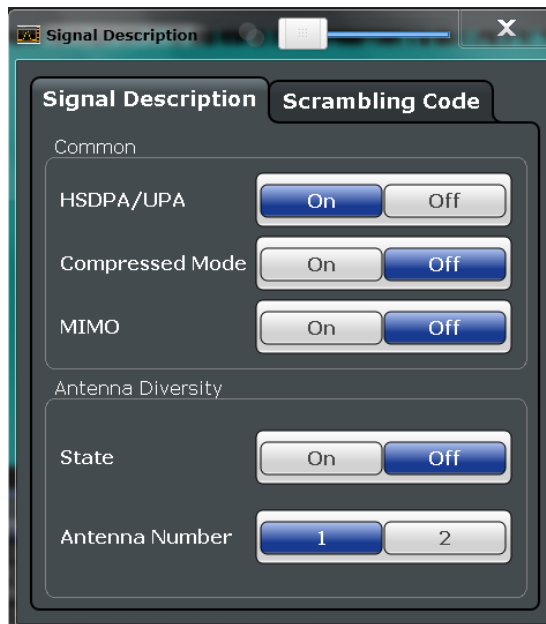 Signal Description
X
Signal Description Scrambling Code
Common
HSDPA/UPA On Off
Compressed Mode On Off
MIMO On Off
Antenna Diversity
State On Off
Antenna Number 1 2